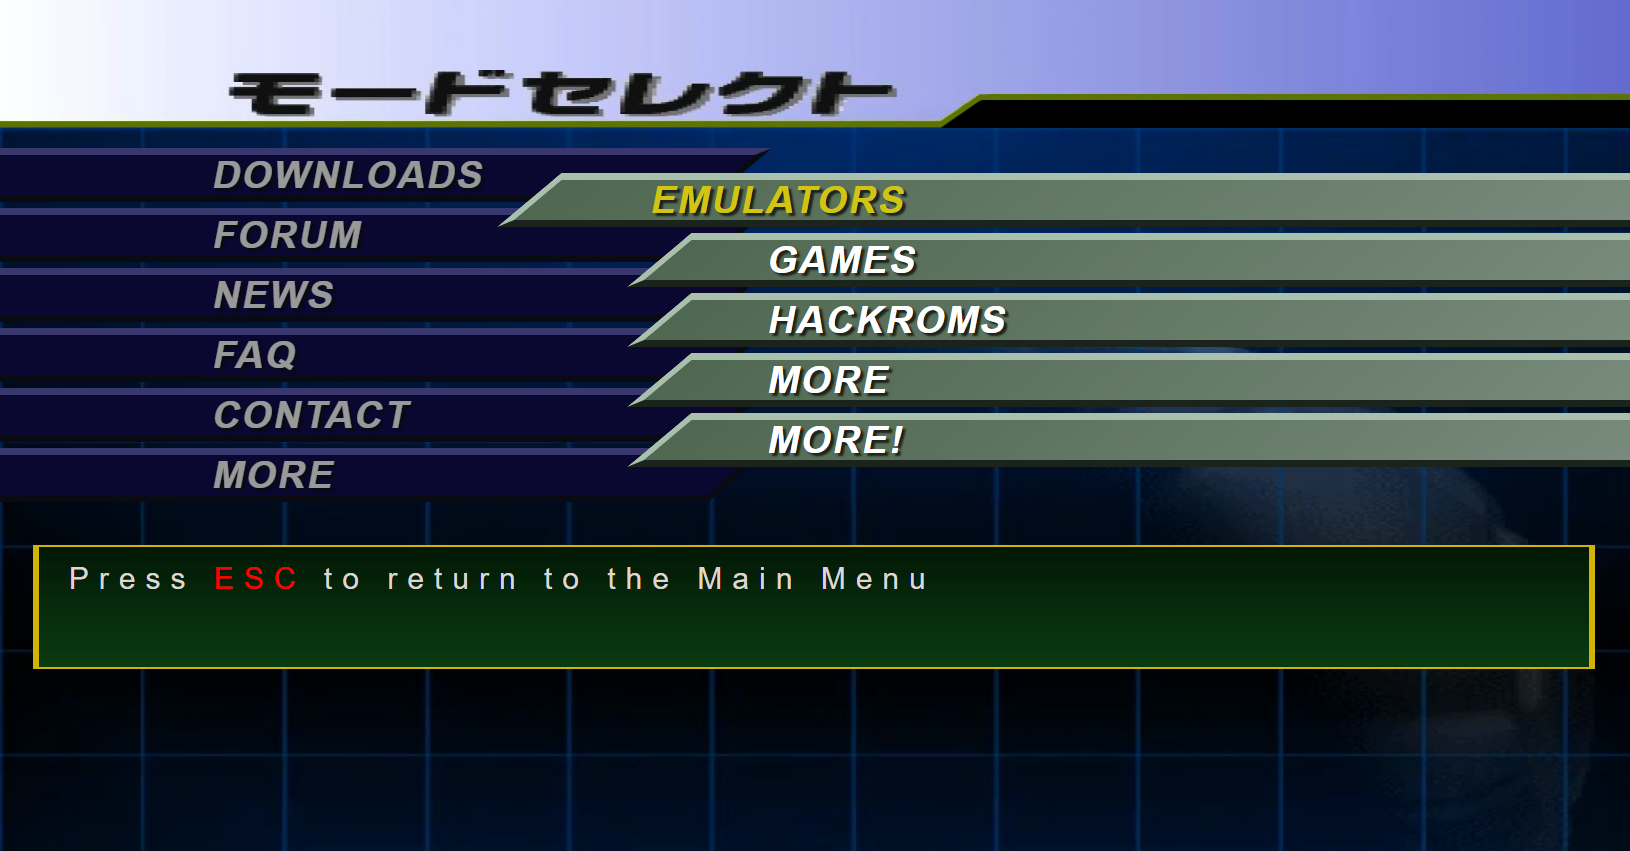 モードセレクト
DOWNLOADS
FORUM
NEWS
FAQ
CONTACT
MORE
EMULATORS
GAMES
HACKROMS
MORE
MORE!
Press ESC to return to the Main Menu